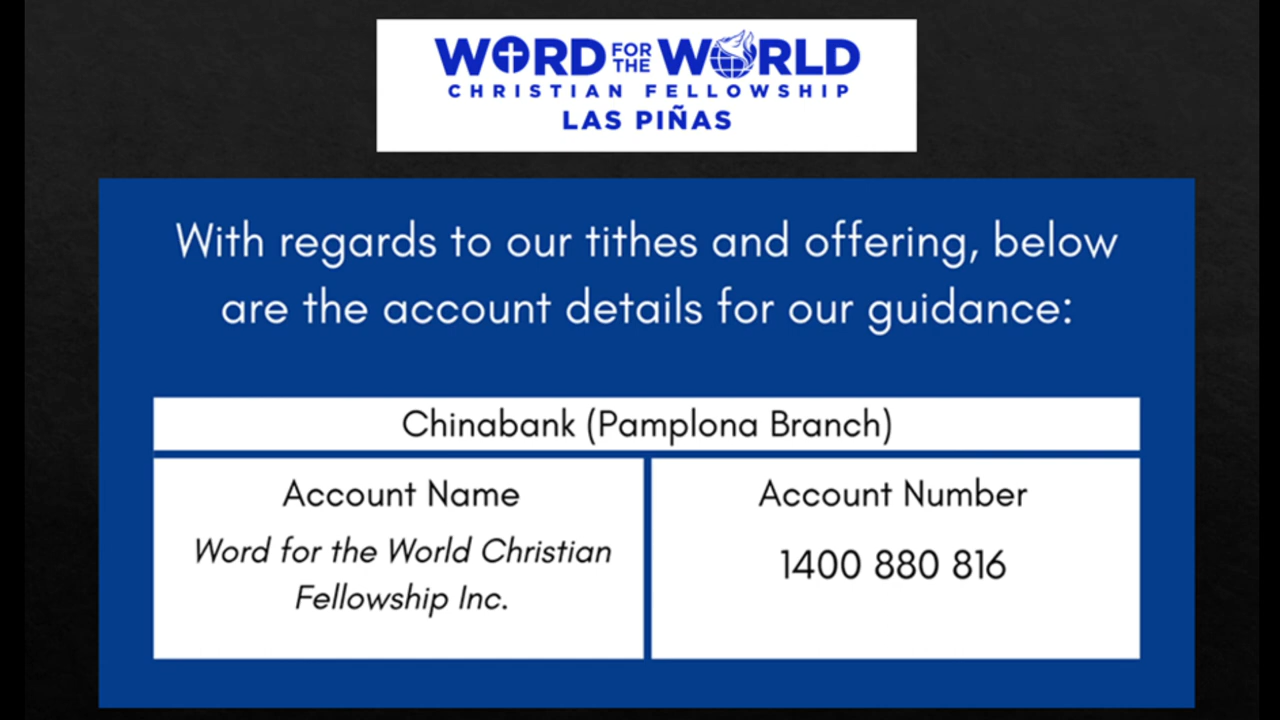 WORD FOR THE WORLD
CHRISTIAN FELLOWSHIP
LAS PIÑAS
With regards to our tithes and offering, below
are the account details for our guidance:
Chinabank (Pamplona Branch)
Account Name
Word for the World Christian
Fellowship Inc.
Account Number
1400 880 816